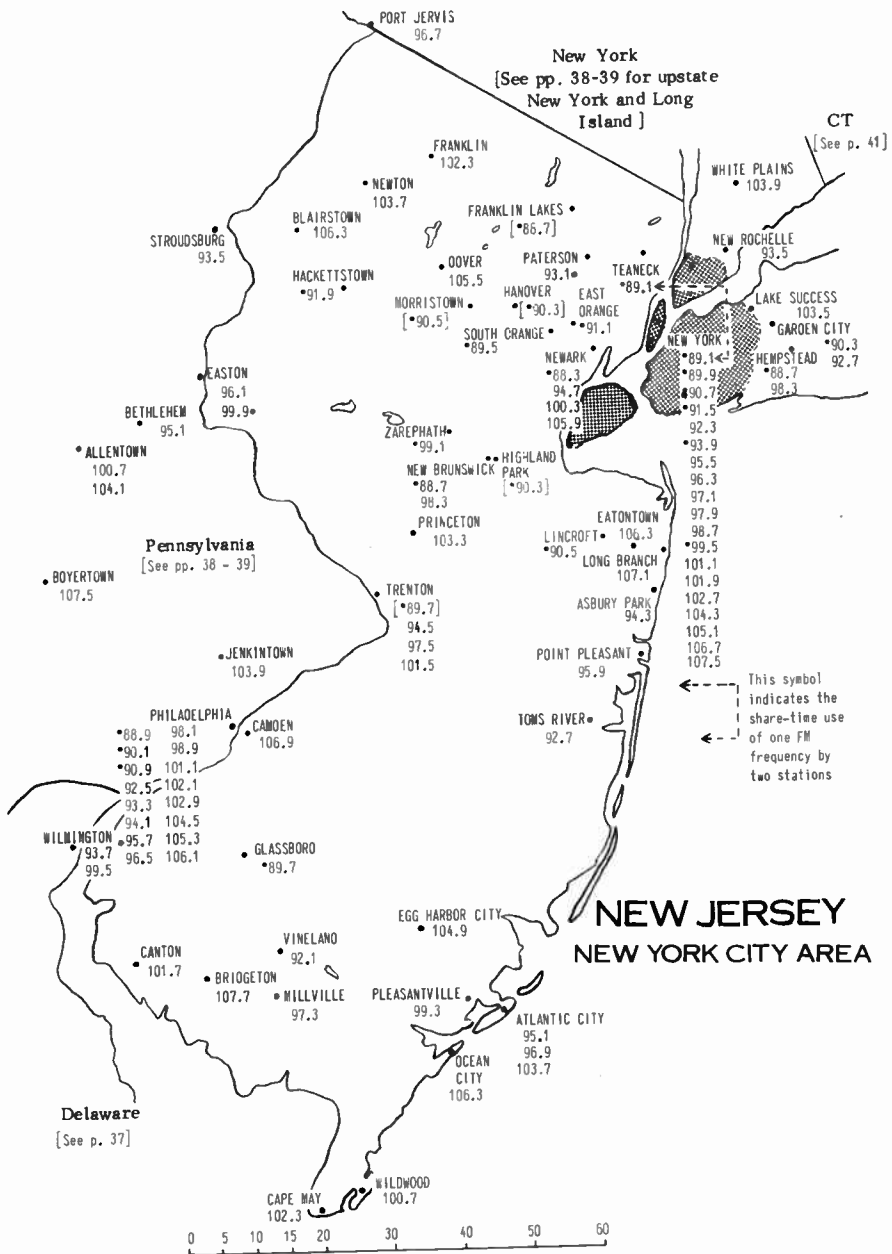 PORT JERVIS
96.7
New York
[See pp. 38-39 for upstate
New York and Long
Island ]
CT
[See p. 41]
FRANKLIN
102.3
WHITE PLAINS
103.9
NEWTON
103.7
FRANKLIN LAKES
[•86.7]
BLAIRSTOWN
106.3
STROUDSBURG
93.5
NEW ROCHELLE
93.5
DOVER
105.5
PATERSON
93.1
TEANECK
•89.1
HACKETTSTOWN
•91.9
MORRISTOWN
[•90.5]
HANOVER
[•90.3]
EAST
ORANGE
•91.1
LAKE SUCCESS
103.5
SOUTH ORANGE
•89.5
GARDEN CITY
•90.3
92.7
NEWARK
•88.3
94.7
100.3
105.9
NEW YORK
•89.1
•89.9
•90.7
•91.5
92.3
•93.9
95.5
96.3
97.1
97.9
98.7
•99.5
101.1
101.9
102.7
104.3
105.1
106.7
107.5
HEMPSTEAD
•88.7
98.3
EASTON
96.1
99.9•
BETHLEHEM
95.1
ALLENTOWN
100.7
104.1
ZAREPHATH
•99.1
NEW BRUNSWICK
•88.7
98.3
HIGHLAND
PARK
[•90.3]
PRINCETON
103.3
EATONTOWN
106.3
LINCROFT
•90.5
LONG BRANCH
107.1
Pennsylvania
[See pp. 38 - 39]
BOYERTOWN
107.5
TRENTON
[•89.7]
94.5
97.5
101.5
ASBURY PARK
94.3
JENKINTOWN
103.9
POINT PLEASANT
95.9
This symbol
indicates the
share-time use
of one FM
frequency by
two stations
PHILADELPHIA
•88.9
•90.1
•90.9
92.5
93.3
94.1
•95.7
96.5
98.1
98.9
101.1
102.1
102.9
104.5
105.3
106.1
CAMDEN
106.9
TOMS RIVER
92.7
WILMINGTON
93.7
99.5
GLASSBORO
•89.7
EGG HARBOR CITY
104.9
NEW JERSEY
NEW YORK CITY AREA
CANTON
101.7
VINELAND
92.1
BRIDGETON
107.7
MILLVILLE
97.3
PLEASANTVILLE
99.3
ATLANTIC CITY
95.1
96.9
103.7
OCEAN
CITY
106.3
Delaware
[See p. 37]
WILDWOOD
100.7
CAPE MAY
102.3
0 5 10 20 30 40 50 60